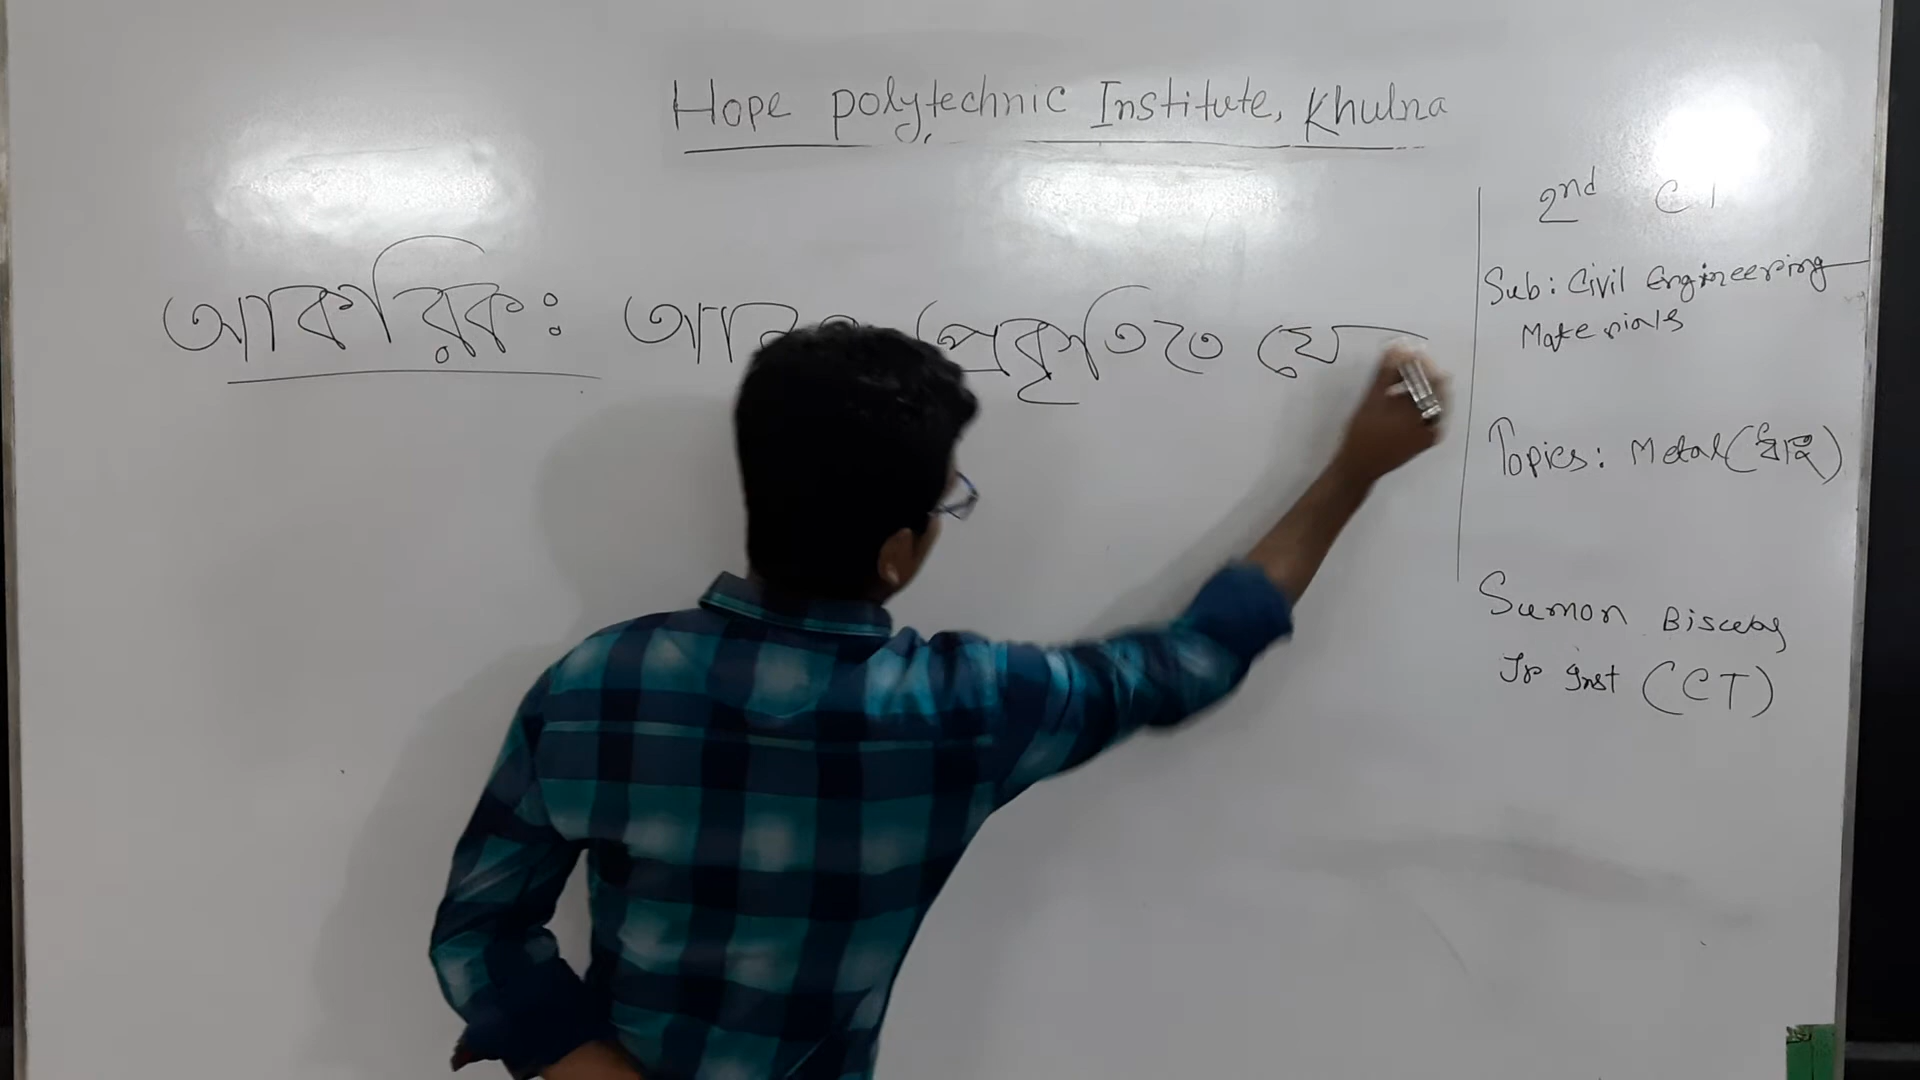 Hope polytechnic Institute, Khulna
আকরিকঃ প্রকৃতিতে যে
2nd
Sub: Civil Engineering
Materials
Topics: Metal (ধাতু)
Sumon Biswas
Jr Inst (CT)